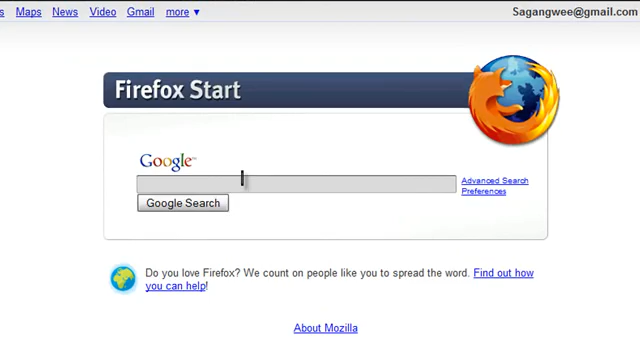 s Maps News Video Gmail more ▼ Sagangwee@gmail.com
Firefox Start
Google™
Advanced Search
Preferences
Google Search
Do you love Firefox? We count on people like you to spread the word. Find out how
you can help!
About Mozilla